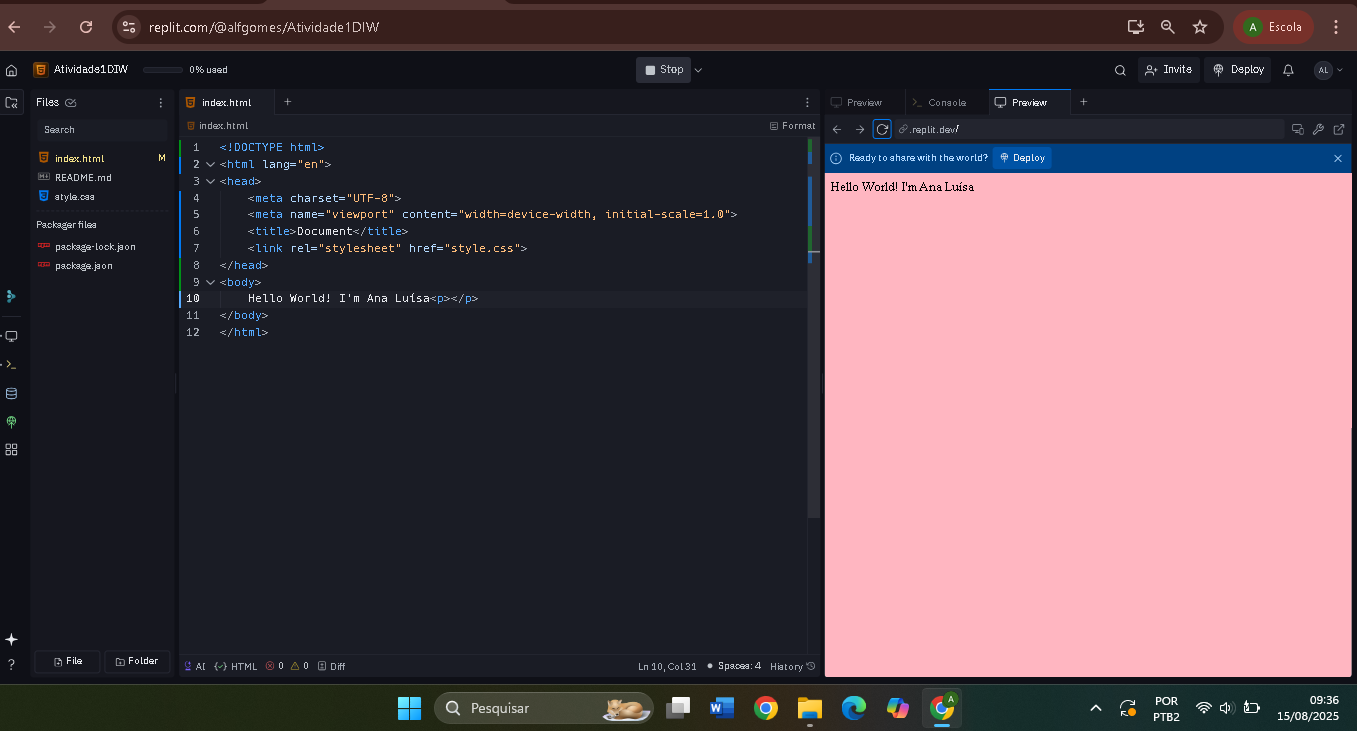 replit.com/@alfgomes/Atividade1DIW
A Escola
Atividade1DIW 0% used Stop Invite Deploy AL
Files index.html Preview Console Preview
Search index.html Format .replit.dev/
Ready to share with the world? Deploy
index.html M
README.md
style.css
Packager files
package-lock.json
package.json
1 <!DOCTYPE html>
2 <html lang="en">
3 <head>
4 <meta charset="UTF-8">
5 <meta name="viewport" content="width=device-width, initial-scale=1.0">
6 <title>Document</title>
7 <link rel="stylesheet" href="style.css">
8 </head>
9 <body>
10 Hello World! I'm Ana Luísa<p></p>
11 </body>
12 </html>
Hello World! I'm Ana Luísa
File Folder
AI HTML 0 0 Diff Ln 10, Col 31 Spaces: 4 History
Pesquisar
A
POR
PTB2
09:36
15/08/2025